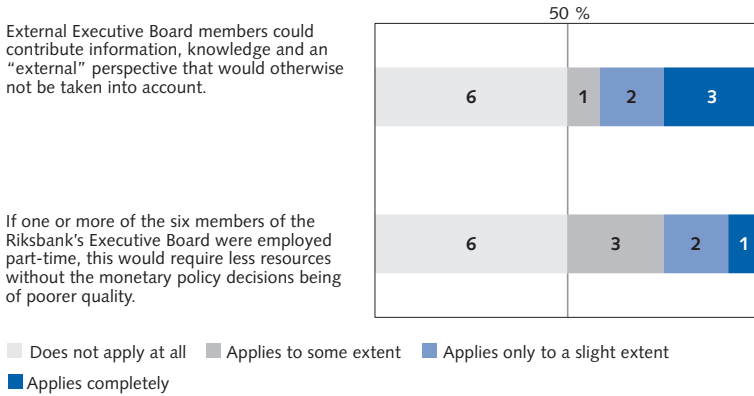 50 %
External Executive Board members could
contribute information, knowledge and an
“external” perspective that would otherwise
not be taken into account.
6 1 2 3
If one or more of the six members of the
Riksbank’s Executive Board were employed
part-time, this would require less resources
without the monetary policy decisions being
of poorer quality.
6 3 2 1
Does not apply at all Applies to some extent Applies only to a slight extent
Applies completely